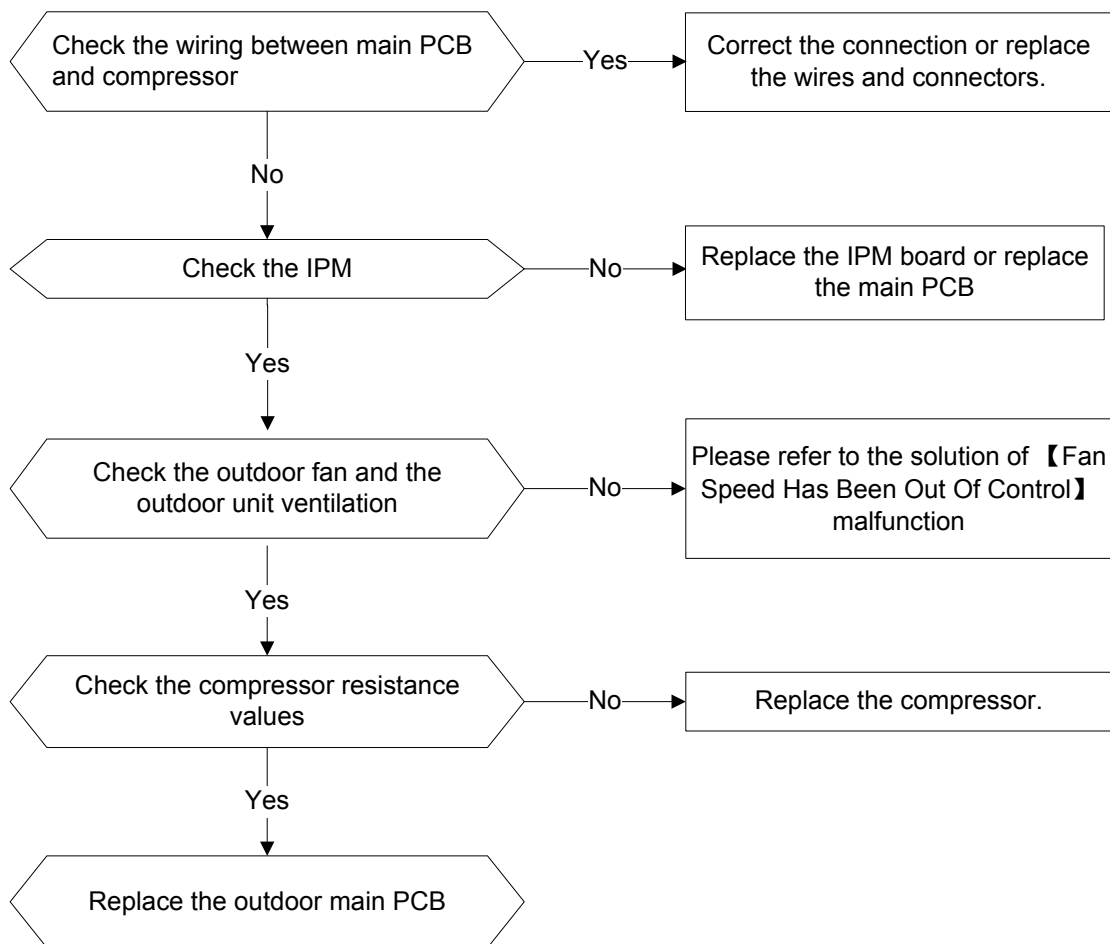 Check the wiring between main PCB
and compressor
Yes
Correct the connection or replace
the wires and connectors.
No
Check the IPM
No
Replace the IPM board or replace
the main PCB
Yes
Check the outdoor fan and the
outdoor unit ventilation
No
Please refer to the solution of 【Fan
Speed Has Been Out Of Control】
malfunction
Yes
Check the compressor resistance
values
No
Replace the compressor.
Yes
Replace the outdoor main PCB